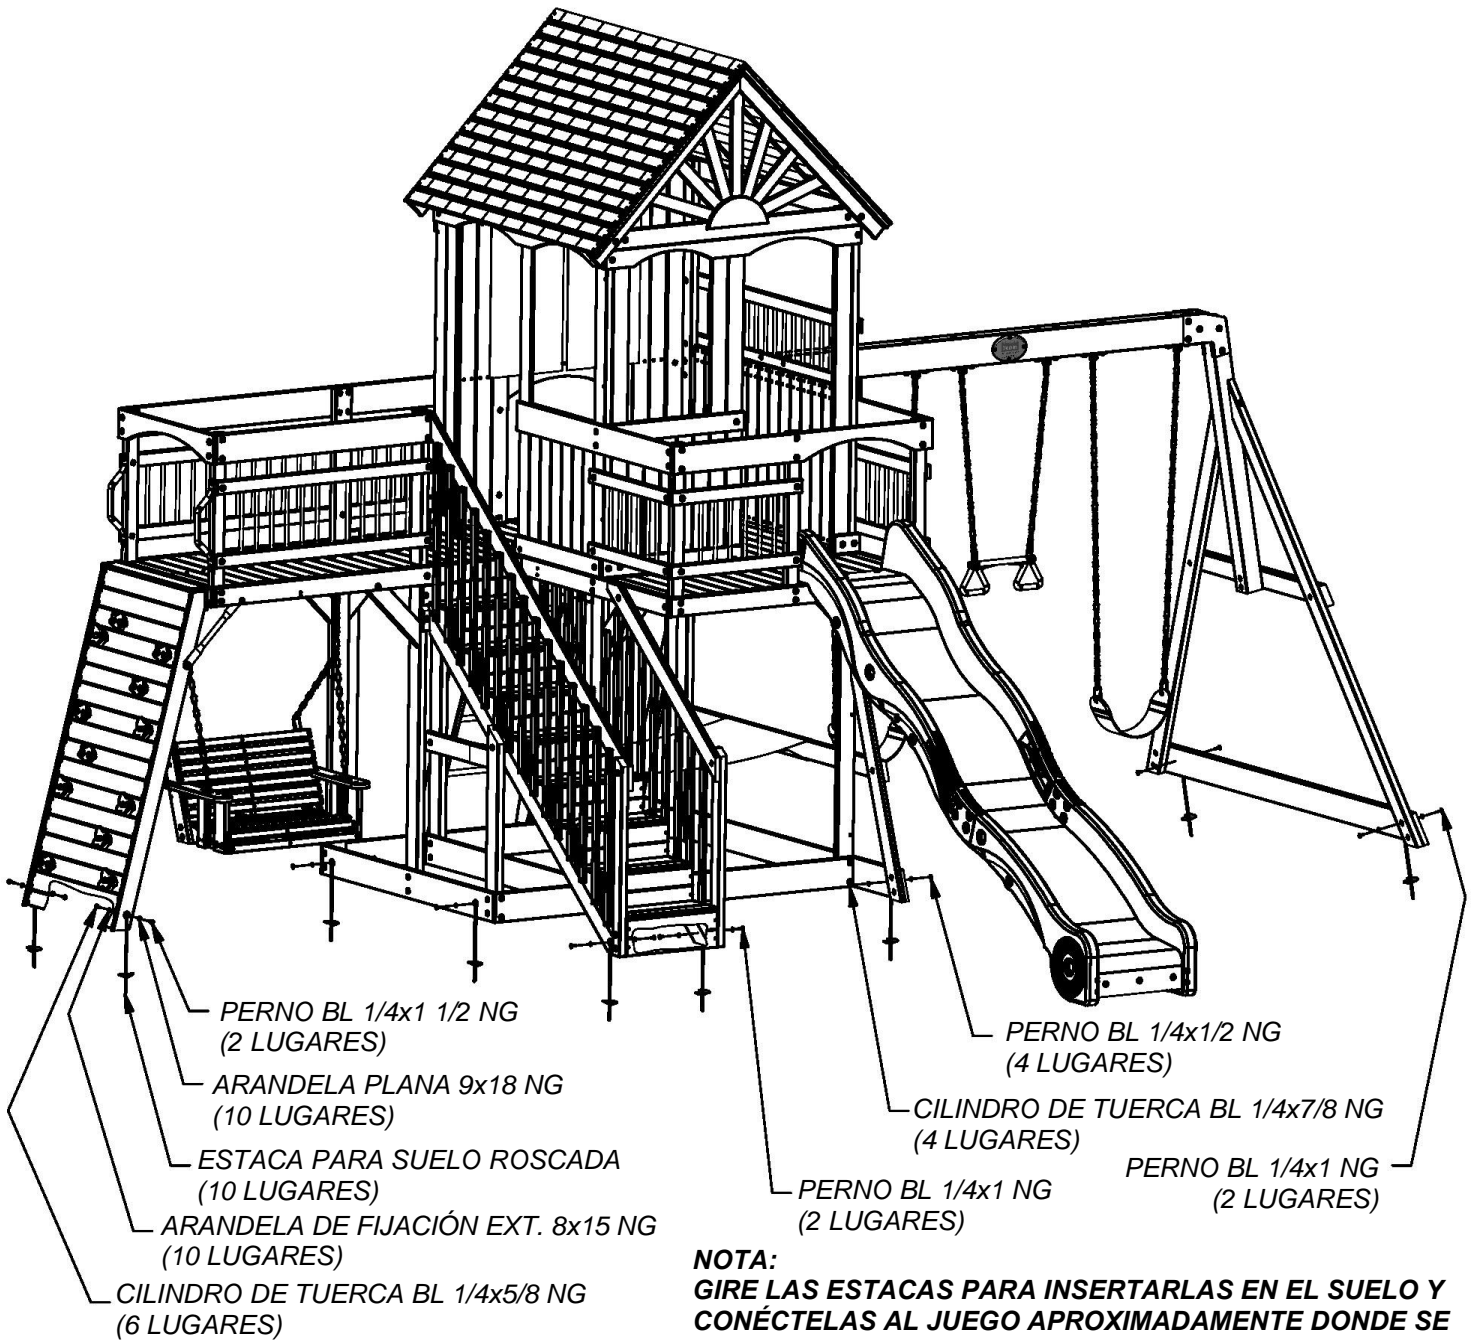 PERNO BL 1/4x1 1/2 NG
(2 LUGARES)
ARANDELA PLANA 9x18 NG
(10 LUGARES)
ESTACA PARA SUELO ROSCADA
(10 LUGARES)
ARANDELA DE FIJACIÓN EXT. 8x15 NG
(10 LUGARES)
CILINDRO DE TUERCA BL 1/4x5/8 NG
(6 LUGARES)
PERNO BL 1/4x1/2 NG
(4 LUGARES)
CILINDRO DE TUERCA BL 1/4x7/8 NG
(4 LUGARES)
PERNO BL 1/4x1 NG
(2 LUGARES)
PERNO BL 1/4x1 NG
(2 LUGARES)
NOTA:
GIRE LAS ESTACAS PARA INSERTARLAS EN EL SUELO Y
CONÉCTELAS AL JUEGO APROXIMADAMENTE DONDE SE